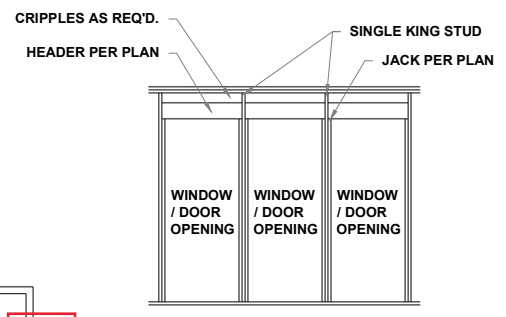 CRIPPLES AS REQ'D.
SINGLE KING STUD
HEADER PER PLAN
JACK PER PLAN
WINDOW
/ DOOR
OPENING
WINDOW
/ DOOR
OPENING
WINDOW
/ DOOR
OPENING